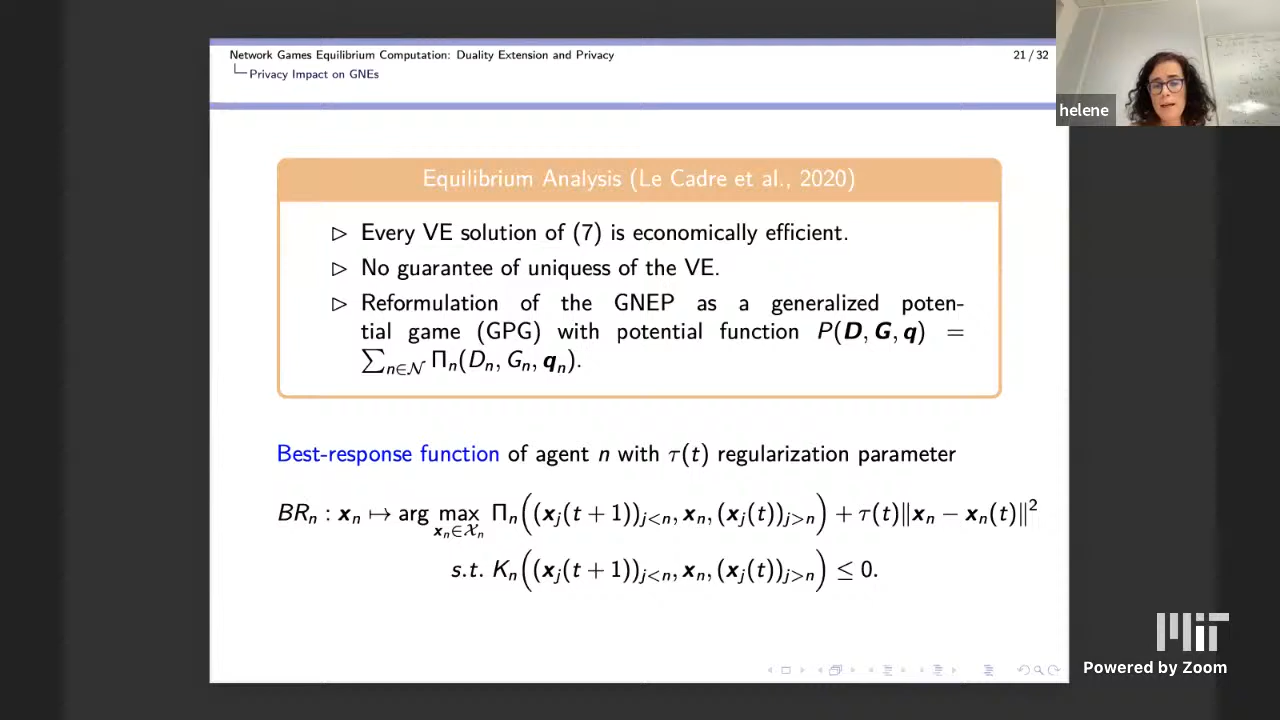 Network Games Equilibrium Computation: Duality Extension and Privacy
21 / 32
Privacy Impact on GNEs
helene
Equilibrium Analysis (Le Cadre et al., 2020)
▷ Every VE solution of (7) is economically efficient.
▷ No guarantee of uniquess of the VE.
▷ Reformulation of the GNEP as a generalized poten-
tial game (GPG) with potential function P(D, G, q) =
∑n∈𝒩 Πn(Dn, Gn, qn).
Best-response function of agent n with τ(t) regularization parameter
BRn : xn ↦ arg max xn∈𝒳n Πn((xj(t + 1))j<n, xn, (xj(t))j>n) + τ(t)‖xn − xn(t)‖²
s.t. Kn((xj(t + 1))j<n, xn, (xj(t))j>n) ≤ 0.
MIT
Powered by Zoom